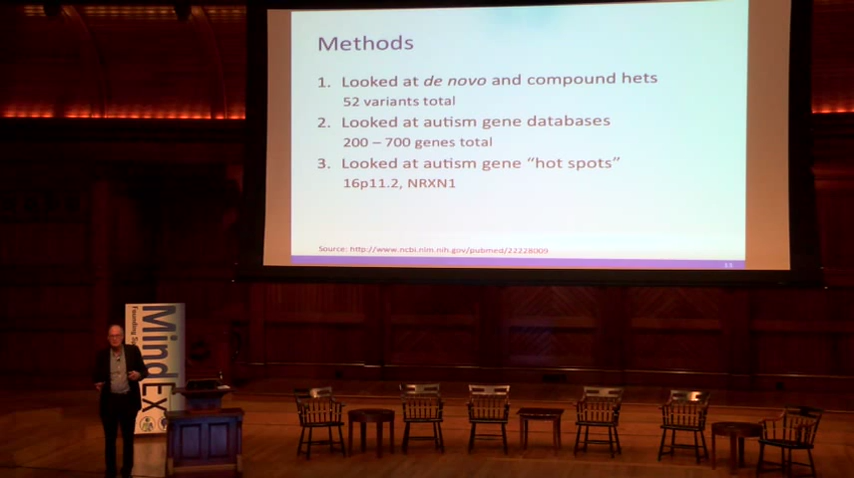 Methods
1. Looked at de novo and compound hets
52 variants total
2. Looked at autism gene databases
200 – 700 genes total
3. Looked at autism gene “hot spots”
16p11.2, NRXN1
Source: http://www.ncbi.nlm.nih.gov/pubmed/22228009
MindEx
Founding